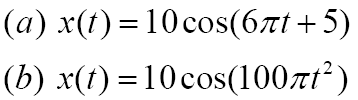 (a) x(t) = 10 cos(6πt + 5)
(b) x(t) = 10 cos(100πt²)